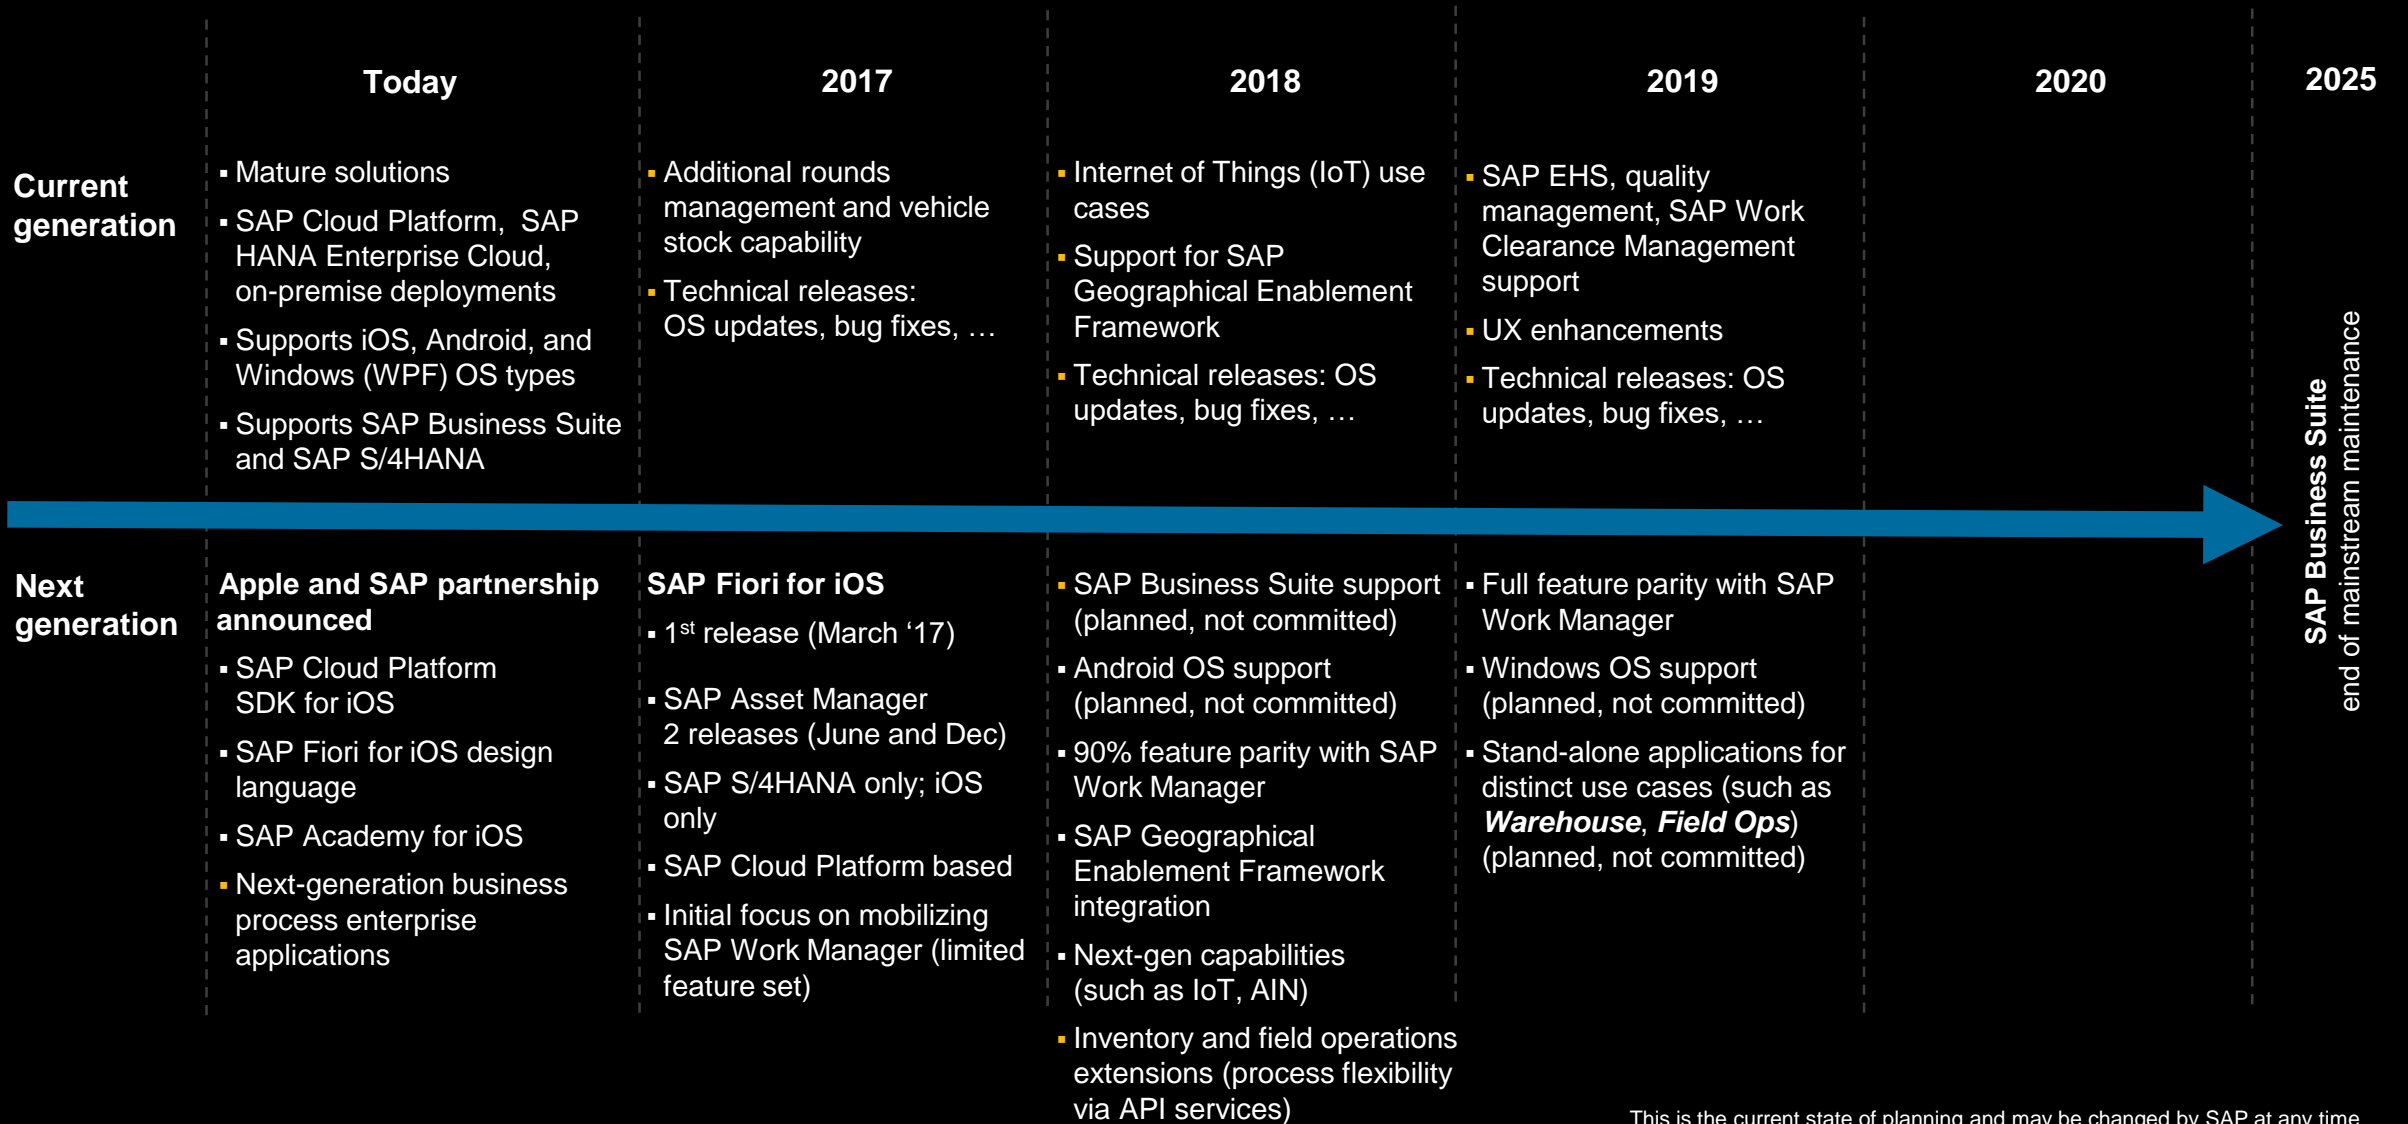 Today
2017
2018
2019
2020
2025
Current
generation
▪ Mature solutions
▪ SAP Cloud Platform, SAP
HANA Enterprise Cloud,
on-premise deployments
▪ Supports iOS, Android, and
Windows (WPF) OS types
▪ Supports SAP Business Suite
and SAP S/4HANA
▪ Additional rounds
management and vehicle
stock capability
▪ Technical releases:
OS updates, bug fixes, …
▪ Internet of Things (IoT) use
cases
▪ Support for SAP
Geographical Enablement
Framework
▪ Technical releases: OS
updates, bug fixes, …
▪ SAP EHS, quality
management, SAP Work
Clearance Management
support
▪ UX enhancements
▪ Technical releases: OS
updates, bug fixes, …
SAP Business Suite
end of mainstream maintenance
Next
generation
Apple and SAP partnership
announced
▪ SAP Cloud Platform
SDK for iOS
▪ SAP Fiori for iOS design
language
▪ SAP Academy for iOS
▪ Next-generation business
process enterprise
applications
SAP Fiori for iOS
▪ 1st release (March ‘17)
▪ SAP Asset Manager
2 releases (June and Dec)
▪ SAP S/4HANA only; iOS
only
▪ SAP Cloud Platform based
▪ Initial focus on mobilizing
SAP Work Manager (limited
feature set)
▪ SAP Business Suite support
(planned, not committed)
▪ Android OS support
(planned, not committed)
▪ 90% feature parity with SAP
Work Manager
▪ SAP Geographical
Enablement Framework
integration
▪ Next-gen capabilities
(such as IoT, AIN)
▪ Inventory and field operations
extensions (process flexibility
via API services)
▪ Full feature parity with SAP
Work Manager
▪ Windows OS support
(planned, not committed)
▪ Stand-alone applications for
distinct use cases (such as
Warehouse, Field Ops)
(planned, not committed)
This is the current state of planning and may be changed by SAP at any time